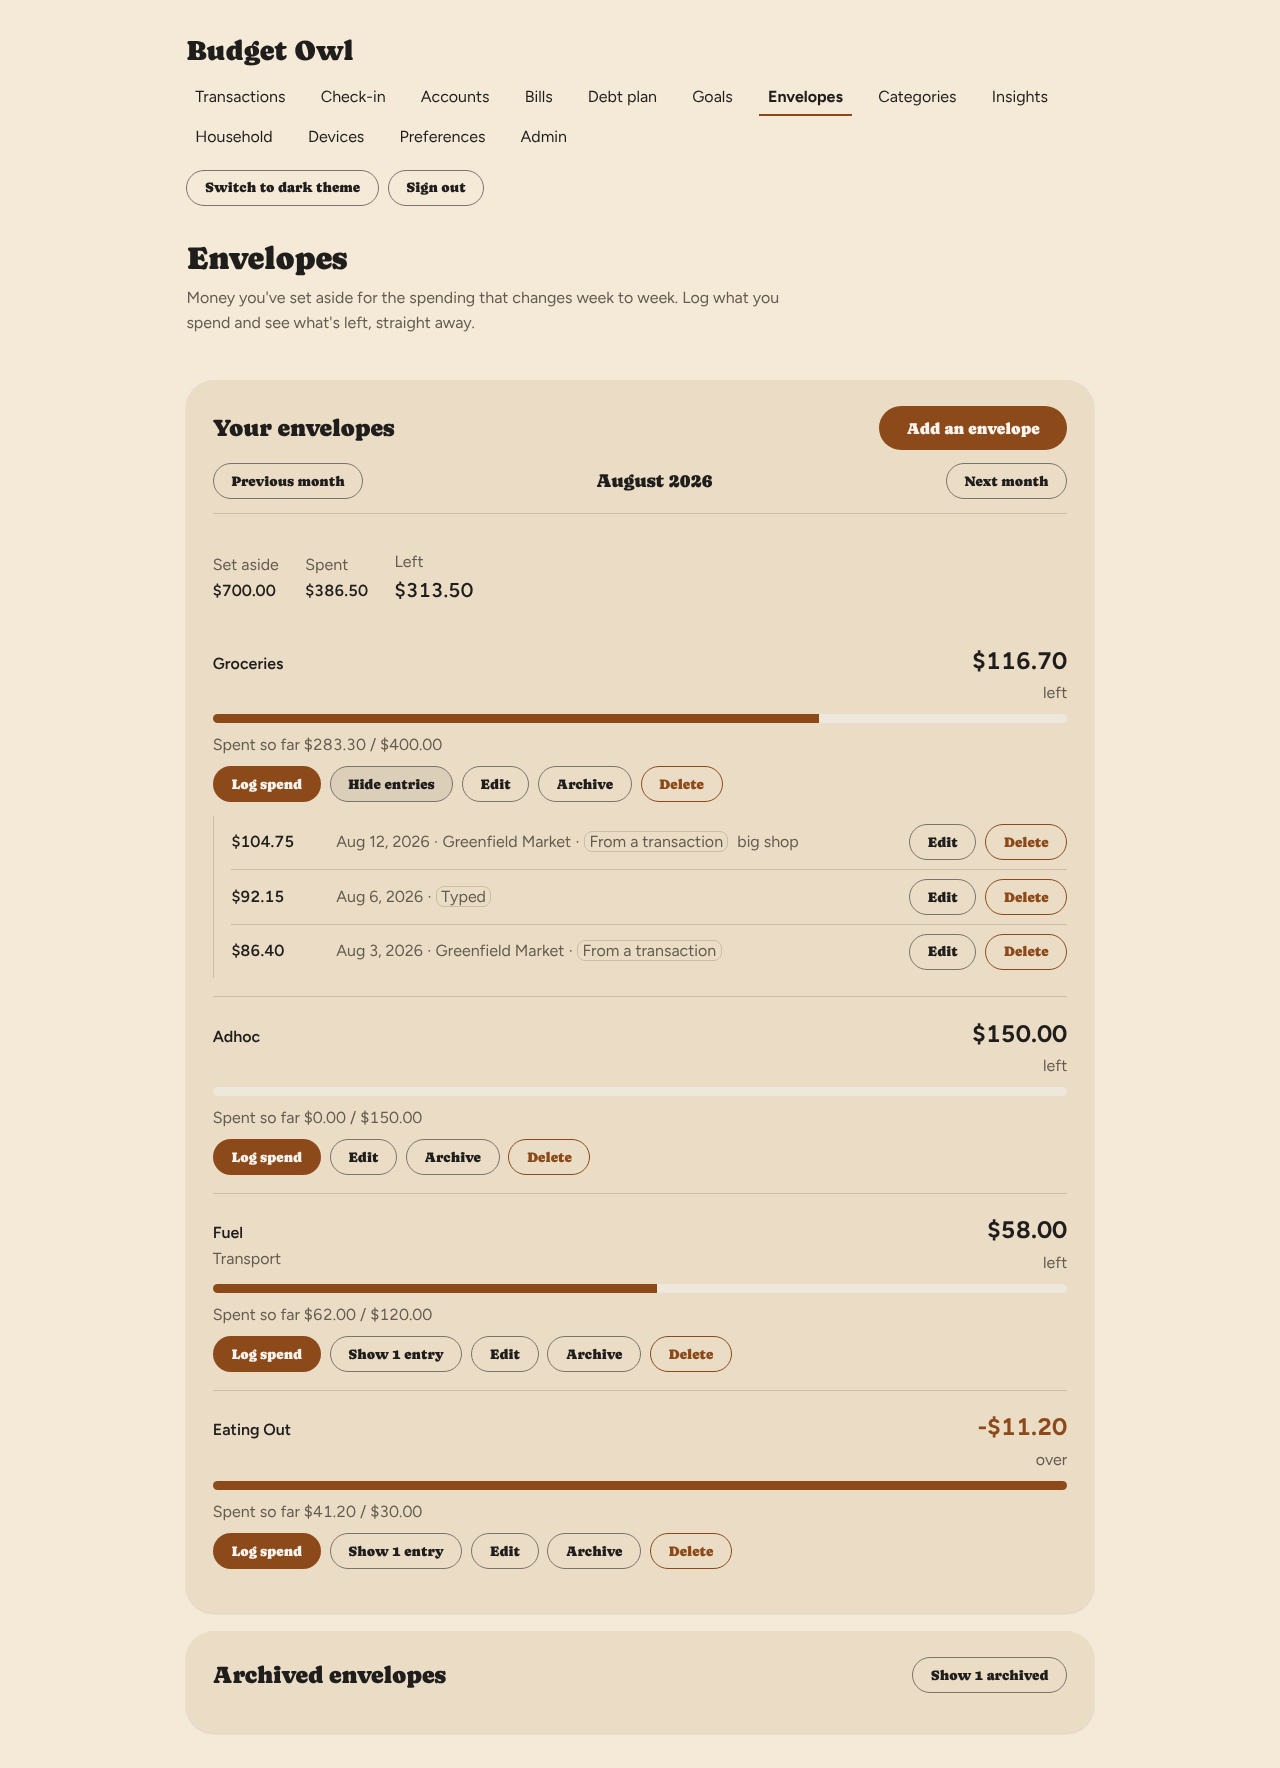 Budget Owl
Transactions Check-in Accounts Bills Debt plan Goals Envelopes Categories Insights
Household Devices Preferences Admin
Switch to dark theme Sign out
Envelopes
Money you've set aside for the spending that changes week to week. Log what you
spend and see what's left, straight away.
Your envelopes Add an envelope
Previous month August 2026 Next month
Set aside Spent Left
$700.00 $386.50 $313.50
Groceries $116.70
left
Spent so far $283.30 / $400.00
Log spend Hide entries Edit Archive Delete
$104.75 Aug 12, 2026 · Greenfield Market · From a transaction big shop Edit Delete
$92.15 Aug 6, 2026 · Typed Edit Delete
$86.40 Aug 3, 2026 · Greenfield Market · From a transaction Edit Delete
Adhoc $150.00
left
Spent so far $0.00 / $150.00
Log spend Edit Archive Delete
Fuel $58.00
Transport left
Spent so far $62.00 / $120.00
Log spend Show 1 entry Edit Archive Delete
Eating Out -$11.20
over
Spent so far $41.20 / $30.00
Log spend Show 1 entry Edit Archive Delete
Archived envelopes Show 1 archived